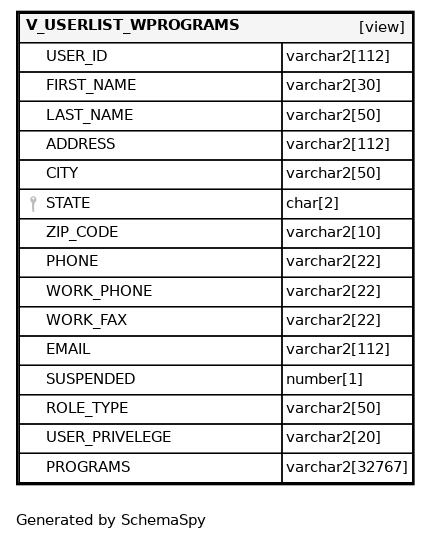 V_USERLIST_WPROGRAMS [view]
USER_ID varchar2[112]
FIRST_NAME varchar2[30]
LAST_NAME varchar2[50]
ADDRESS varchar2[112]
CITY varchar2[50]
STATE char[2]
ZIP_CODE varchar2[10]
PHONE varchar2[22]
WORK_PHONE varchar2[22]
WORK_FAX varchar2[22]
EMAIL varchar2[112]
SUSPENDED number[1]
ROLE_TYPE varchar2[50]
USER_PRIVELEGE varchar2[20]
PROGRAMS varchar2[32767]
Generated by SchemaSpy